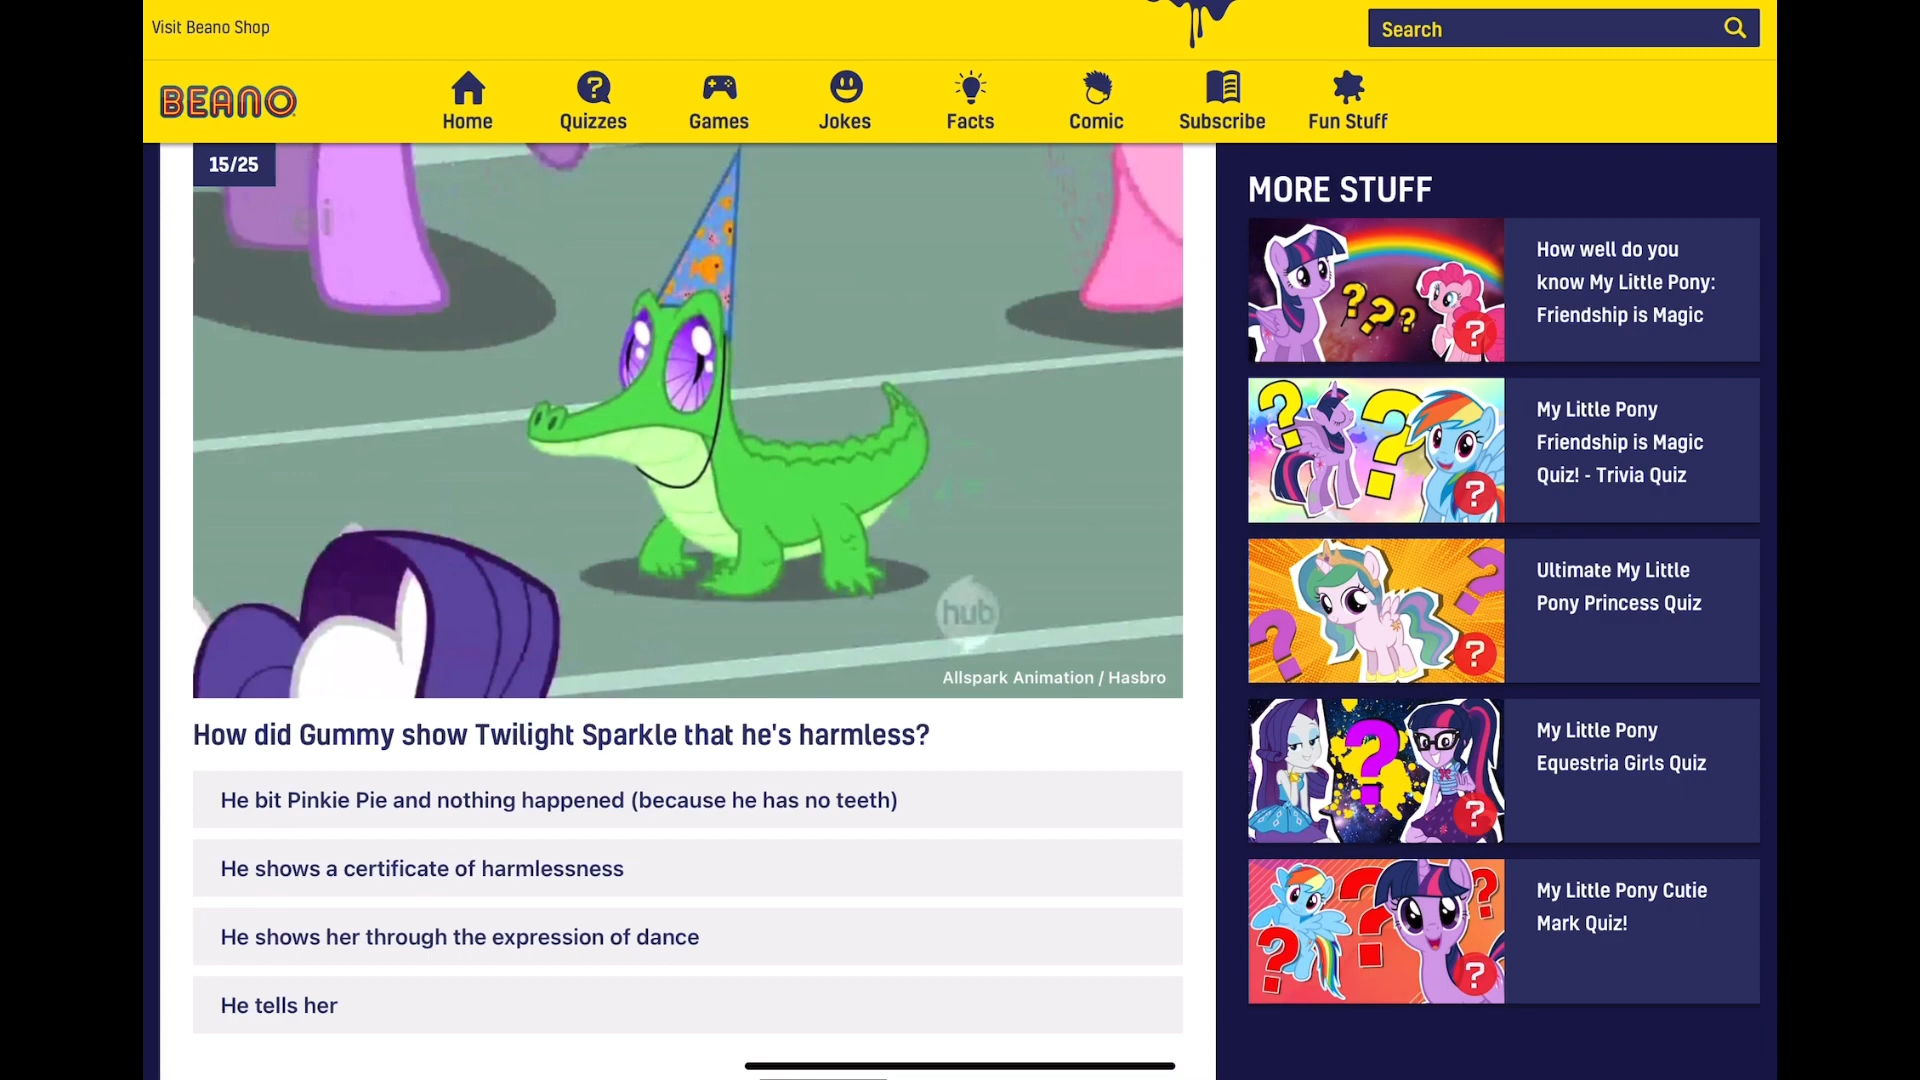 Visit Beano Shop
Search
BEANO
Home
Quizzes
Games
Jokes
Facts
Comic
Subscribe
Fun Stuff
15/25
hub
Allspark Animation / Hasbro
How did Gummy show Twilight Sparkle that he's harmless?
He bit Pinkie Pie and nothing happened (because he has no teeth)
He shows a certificate of harmlessness
He shows her through the expression of dance
He tells her
MORE STUFF
How well do you
know My Little Pony:
Friendship is Magic
My Little Pony
Friendship is Magic
Quiz! - Trivia Quiz
Ultimate My Little
Pony Princess Quiz
My Little Pony
Equestria Girls Quiz
My Little Pony Cutie
Mark Quiz!